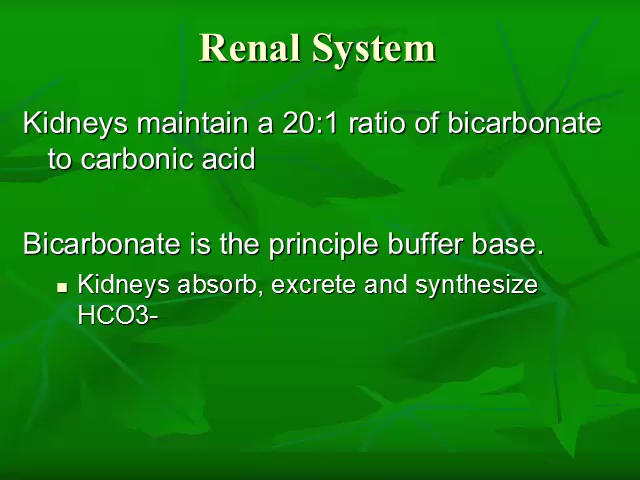 Renal System
Kidneys maintain a 20:1 ratio of bicarbonate
to carbonic acid
Bicarbonate is the principle buffer base.
Kidneys absorb, excrete and synthesize
HCO3-